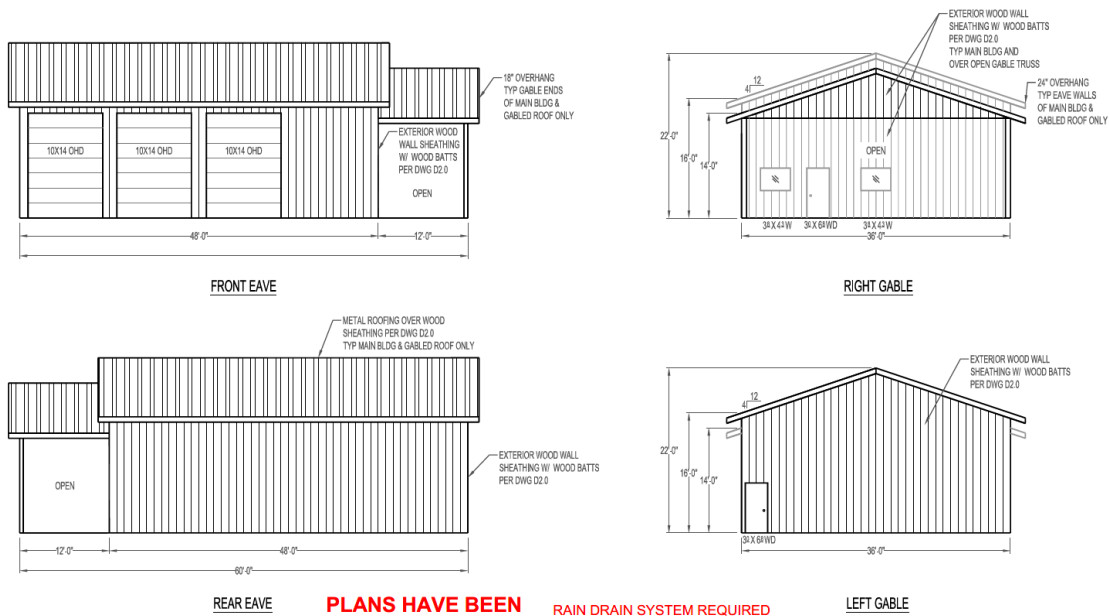 18" OVERHANG
TYP GABLE ENDS
OF MAIN BLDG &
GABLED ROOF ONLY
10X14 OHD
10X14 OHD
10X14 OHD
EXTERIOR WOOD
WALL SHEATHING
W/ WOOD BATTS
PER DWG D2.0
OPEN
48'-0"
12'-0"
FRONT EAVE
EXTERIOR WOOD WALL
SHEATHING W/ WOOD BATTS
PER DWG D2.0
TYP MAIN BLDG AND
OVER OPEN GABLE TRUSS
12
4
24" OVERHANG
TYP EAVE WALLS
OF MAIN BLDG &
GABLED ROOF ONLY
22'-0"
16'-0"
14'-0"
OPEN
3⁰ X 6⁸ WD
36'-0"
RIGHT GABLE
METAL ROOFING OVER WOOD
SHEATHING PER DWG D2.0
TYP MAIN BLDG & GABLED ROOF ONLY
OPEN
EXTERIOR WOOD WALL
SHEATHING W/ WOOD BATTS
PER DWG D2.0
12'-0"
48'-0"
60'-0"
REAR EAVE
EXTERIOR WOOD WALL
SHEATHING W/ WOOD BATTS
PER DWG D2.0
12
4
22'-0"
16'-0"
14'-0"
3⁰ X 6⁸ WD
36'-0"
LEFT GABLE
PLANS HAVE BEEN
RAIN DRAIN SYSTEM REQUIRED